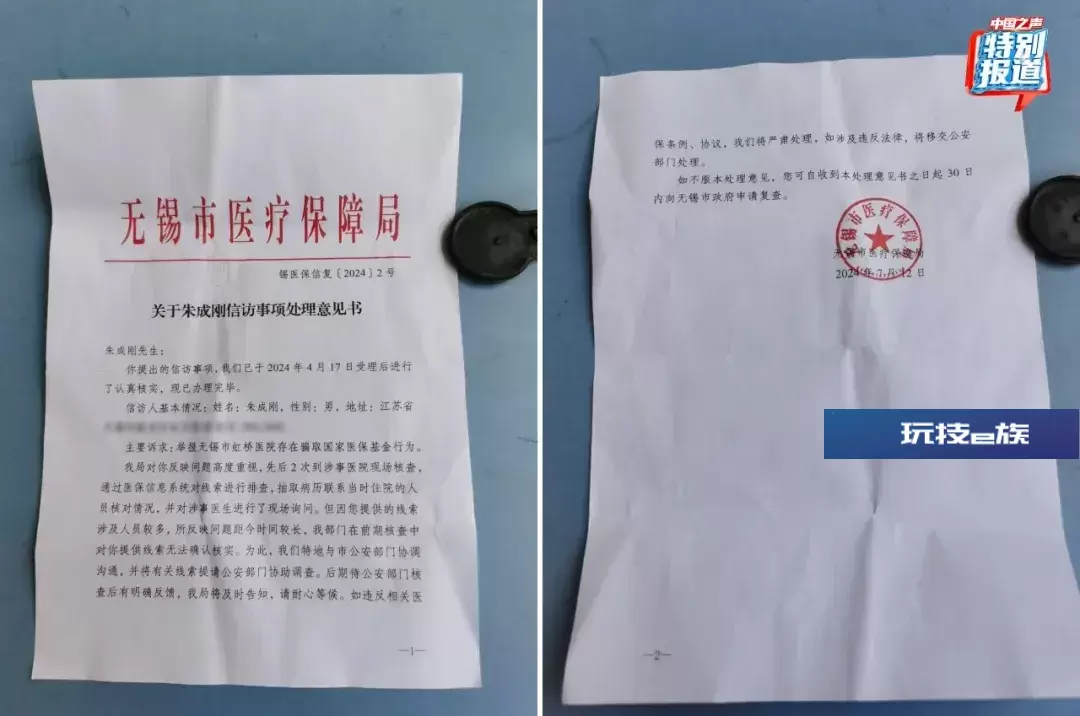 无锡市医疗保障局
锡医保信复〔2024〕2号
关于朱成刚信访事项处理意见书
朱成刚先生：
你提出的信访事项，我们已于2024年4月17日受理后进行
了认真核实，现已办理完毕。
信访人基本情况：姓名：朱成刚，性别：男，地址：江苏省
主要诉求：举报无锡市虹桥医院存在骗取国家医保基金行为。
我局对你反映问题高度重视，先后2次到涉事医院现场核查，
通过医保信息系统对线索进行排查，抽取病历联系当时住院的人
员核对情况，并对涉事医生进行了现场询问。但因您提供的线索
涉及人员较多，所反映问题距今时间较长，我部门在前期核查中
对你提供线索无法确认核实。为此，我们特地与市公安部门协调
沟通，并将有关线索提请公安部门协助调查。后期待公安部门核
查后有明确反馈，我局将及时告知，请耐心等候。如违反相关医
—1—
中国之声
特别
报道
保条例、协议，我们将严肃处理，如涉及违反法律，将移交公安
部门处理。
如不服本处理意见，您可自收到本处理意见书之日起30日
内向无锡市政府申请复查。
无锡市医疗保障局
无锡市医疗保障局
2024年7月12日
玩技e族
—2—